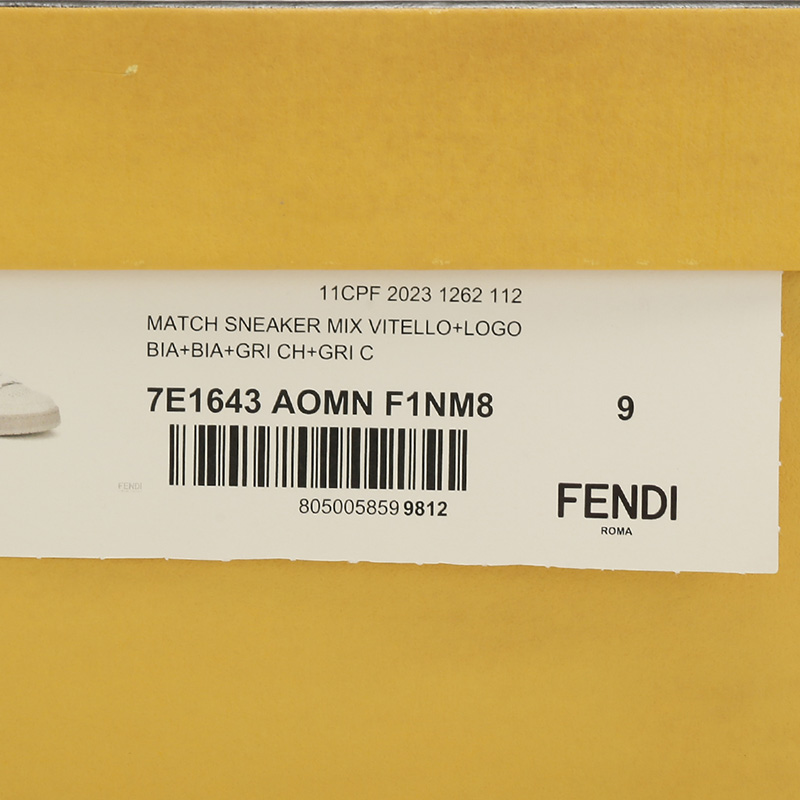 11CPF 2023 1262 112
MATCH SNEAKER MIX VITELLO+LOGO
BIA+BIA+GRI CH+GRI C
7E1643 AOMN F1NM8
9
805005859 9812
FENDI
FENDI
ROMA